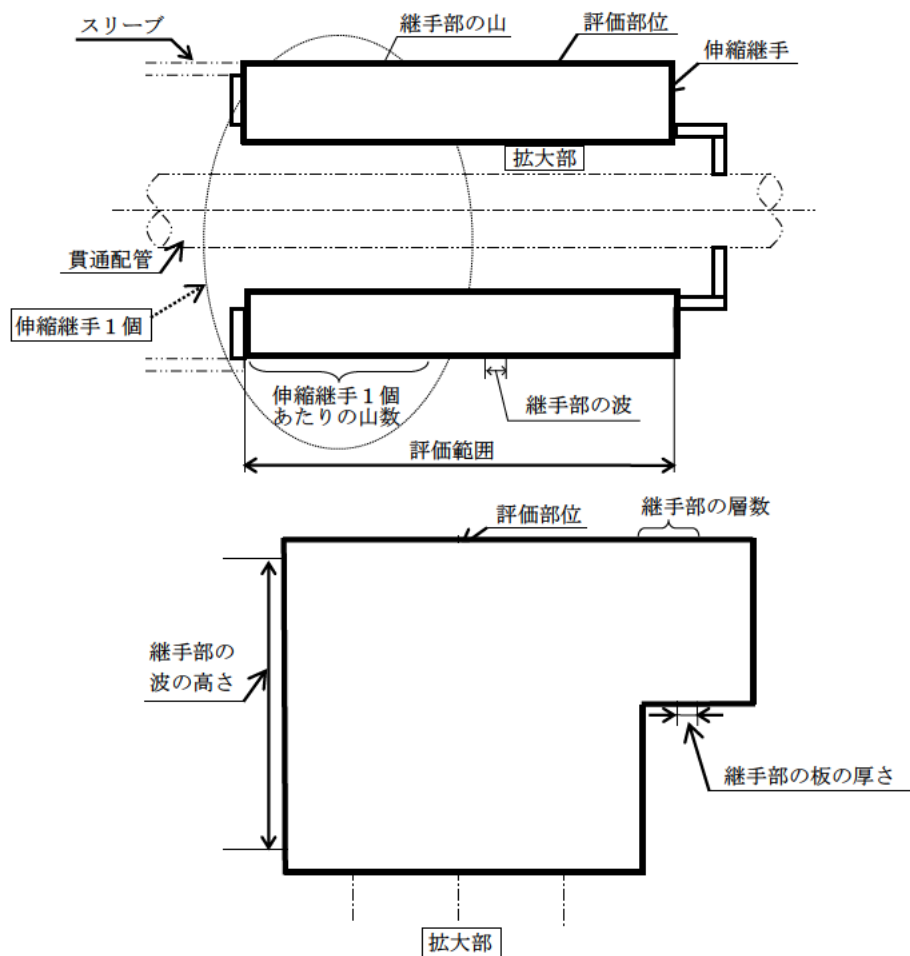 スリーブ
継手部の山
評価部位
伸縮継手
拡大部
貫通配管
伸縮継手１個
伸縮継手１個
あたりの山数
継手部の波
評価範囲
評価部位
継手部の層数
継手部の
波の高さ
継手部の板の厚さ
拡大部